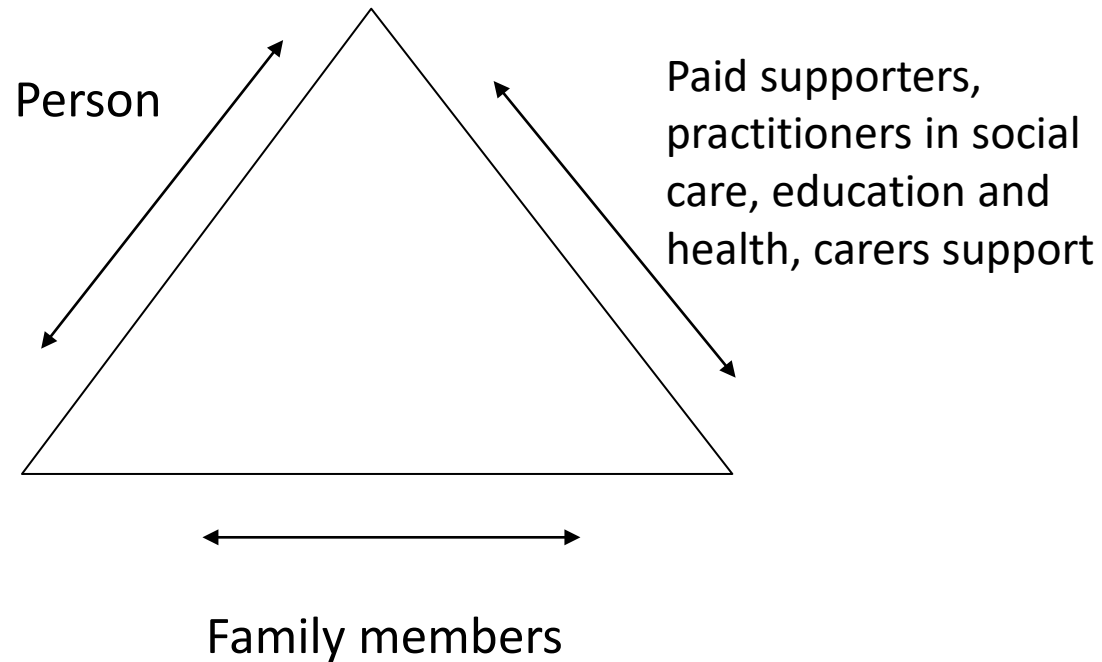 Person
Paid supporters,
practitioners in social
care, education and
health, carers support
Family members